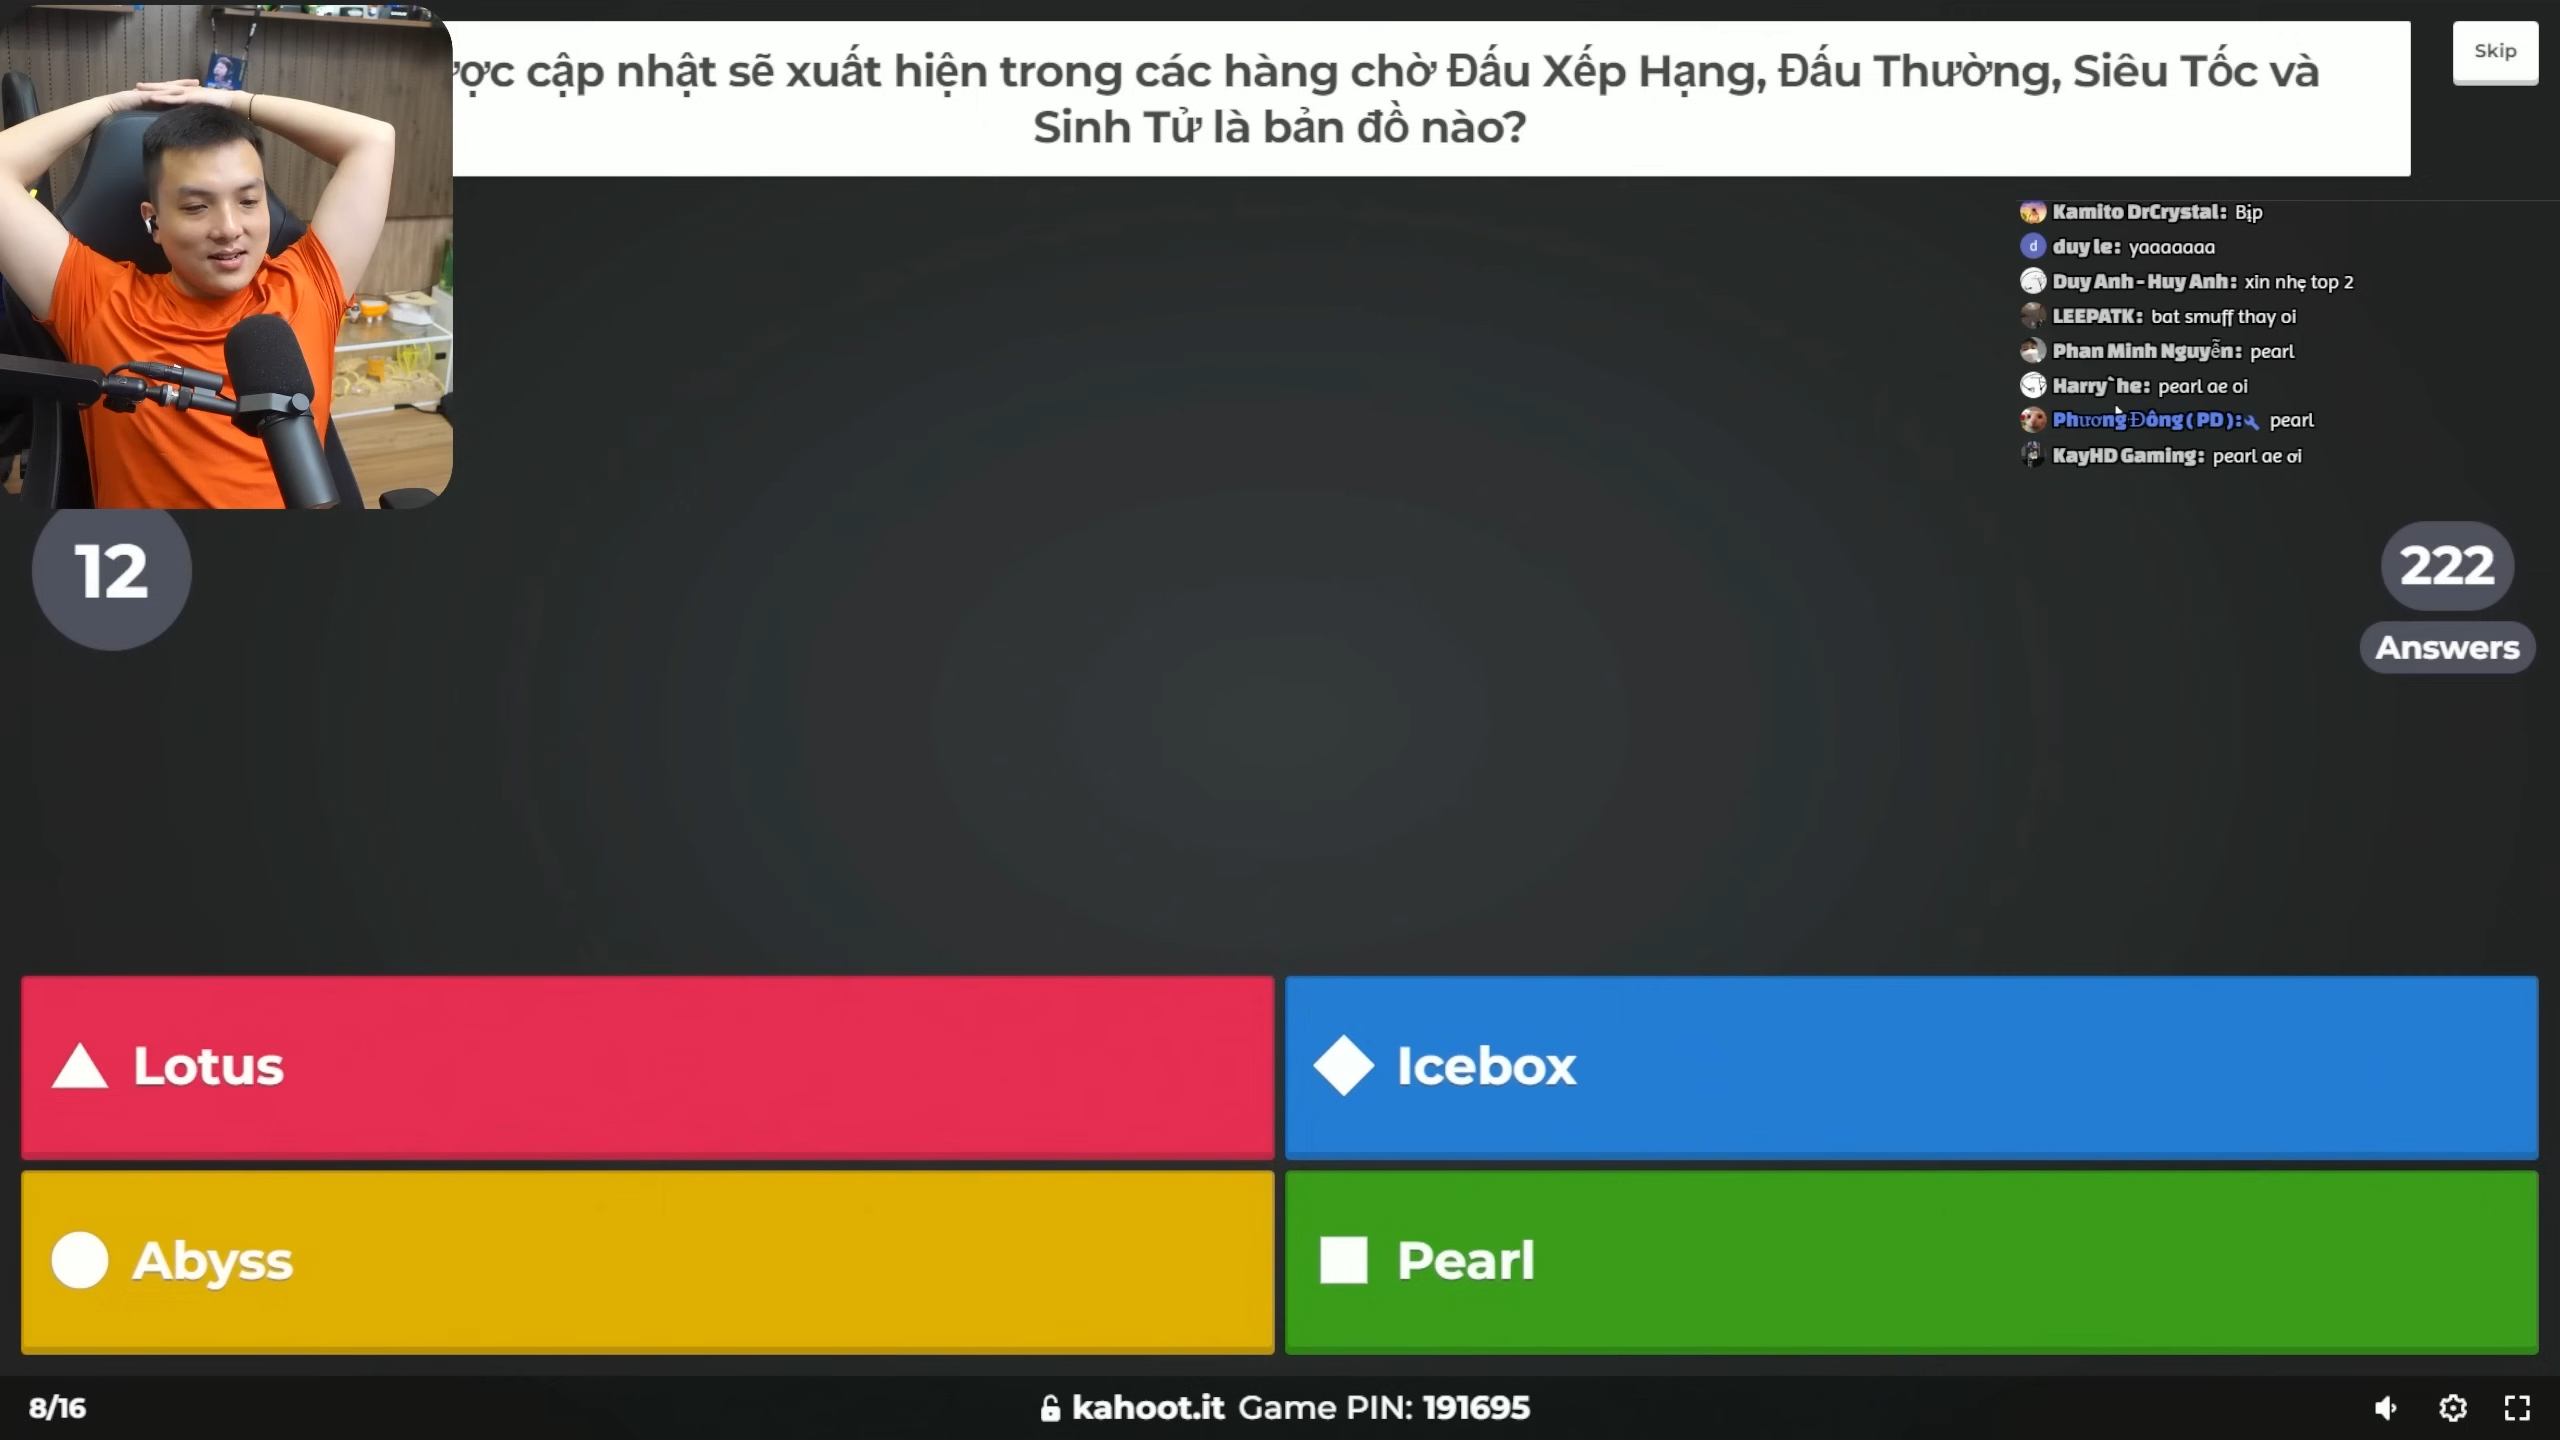 ược cập nhật sẽ xuất hiện trong các hàng chờ Đấu Xếp Hạng, Đấu Thường, Siêu Tốc và
Sinh Tử là bản đồ nào?
Skip
Kamito DrCrystal: Bịp
d duy le: yaaaaaaa
Duy Anh - Huy Anh: xin nhẹ top 2
LEEPATK: bat smuff thay oi
Phan Minh Nguyễn: pearl
Harry`he: pearl ae oi
Phương Đông ( PD ): pearl
KayHD Gaming: pearl ae ơi
12
222
Answers
Lotus
Icebox
Abyss
Pearl
8/16
kahoot.it Game PIN: 191695